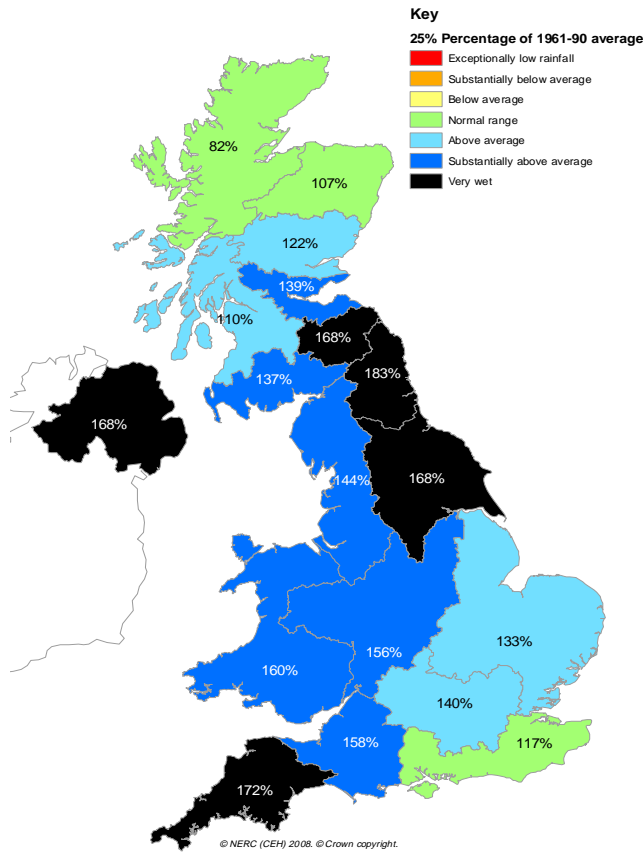 Key
25% Percentage of 1961-90 average
Exceptionally low rainfall
Substantially below average
Below average
Normal range
Above average
Substantially above average
Very wet
82%
107%
122%
139%
110%
168%
137%
183%
168%
144%
168%
133%
156%
160%
140%
158%
117%
172%
© NERC (CEH) 2008. © Crown copyright.